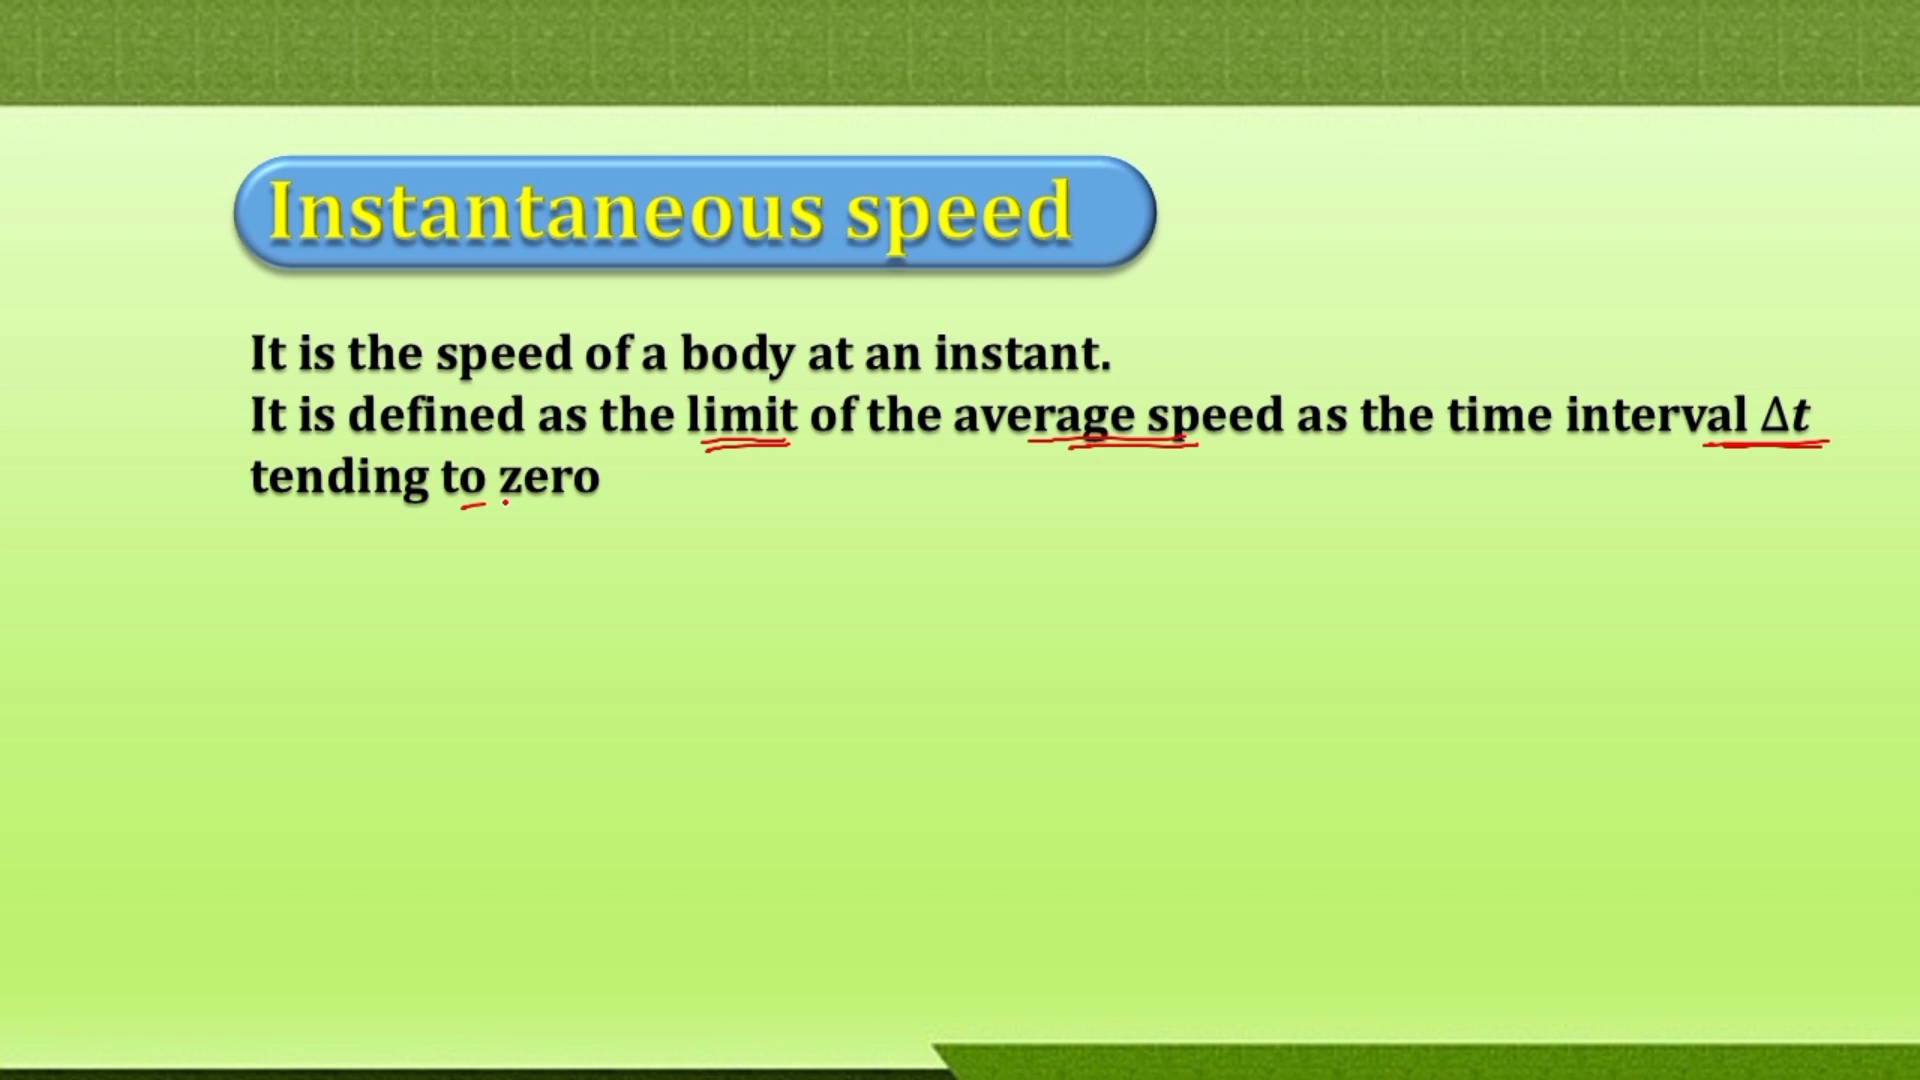 Instantaneous speed
It is the speed of a body at an instant.
It is defined as the limit of the average speed as the time interval Δt
tending to zero